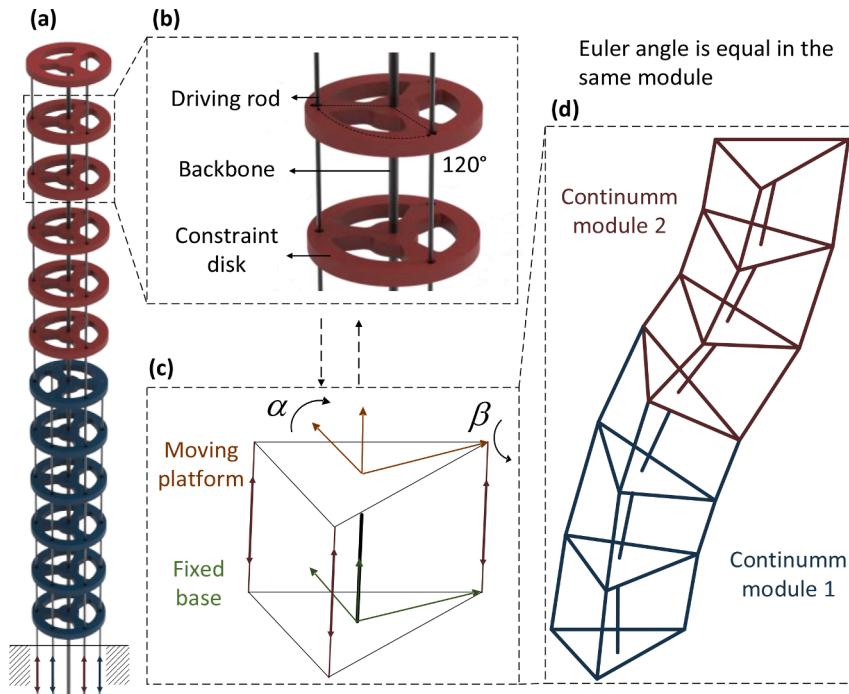 (a)
(b)
Driving rod
Backbone
120°
Constraint
disk
Euler angle is equal in the
same module
(d)
Continumm
module 2
(c)
α
β
Moving
platform
Fixed
base
Continumm
module 1